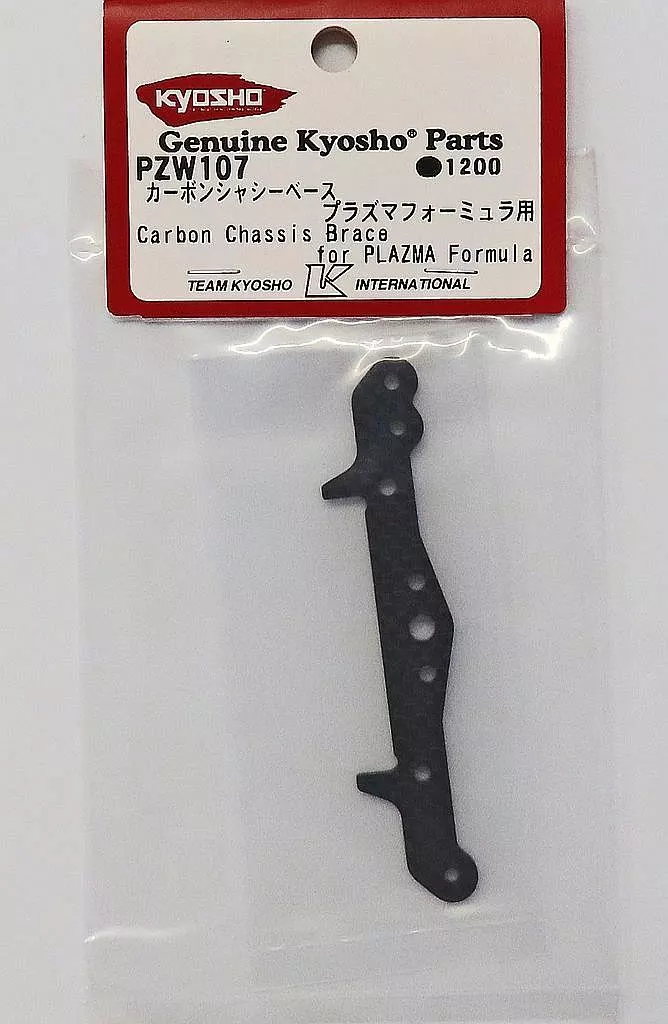 KYOSHO
Genuine Kyosho® Parts
PZW107 ●1200
カーボンシャシーベース
プラズマフォーミュラ用
Carbon Chassis Brace
for PLAZMA Formula
TEAM KYOSHO K INTERNATIONAL